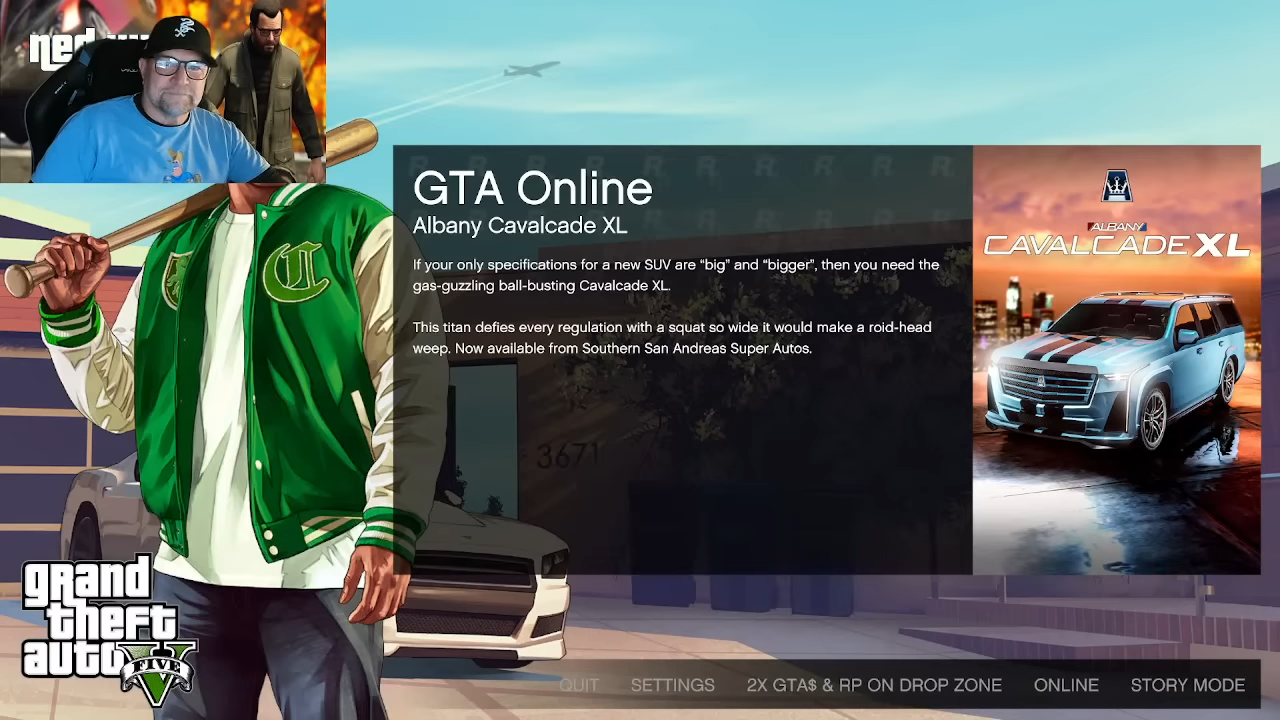 ned
GTA Online
Albany Cavalcade XL
If your only specifications for a new SUV are “big” and “bigger”, then you need the
gas-guzzling ball-busting Cavalcade XL.
This titan defies every regulation with a squat so wide it would make a roid-head
weep. Now available from Southern San Andreas Super Autos.
ALBANY
CAVALCADE XL
3671
grand
theft
auto
FIVE
V
QUIT
SETTINGS
2X GTA$ & RP ON DROP ZONE
ONLINE
STORY MODE